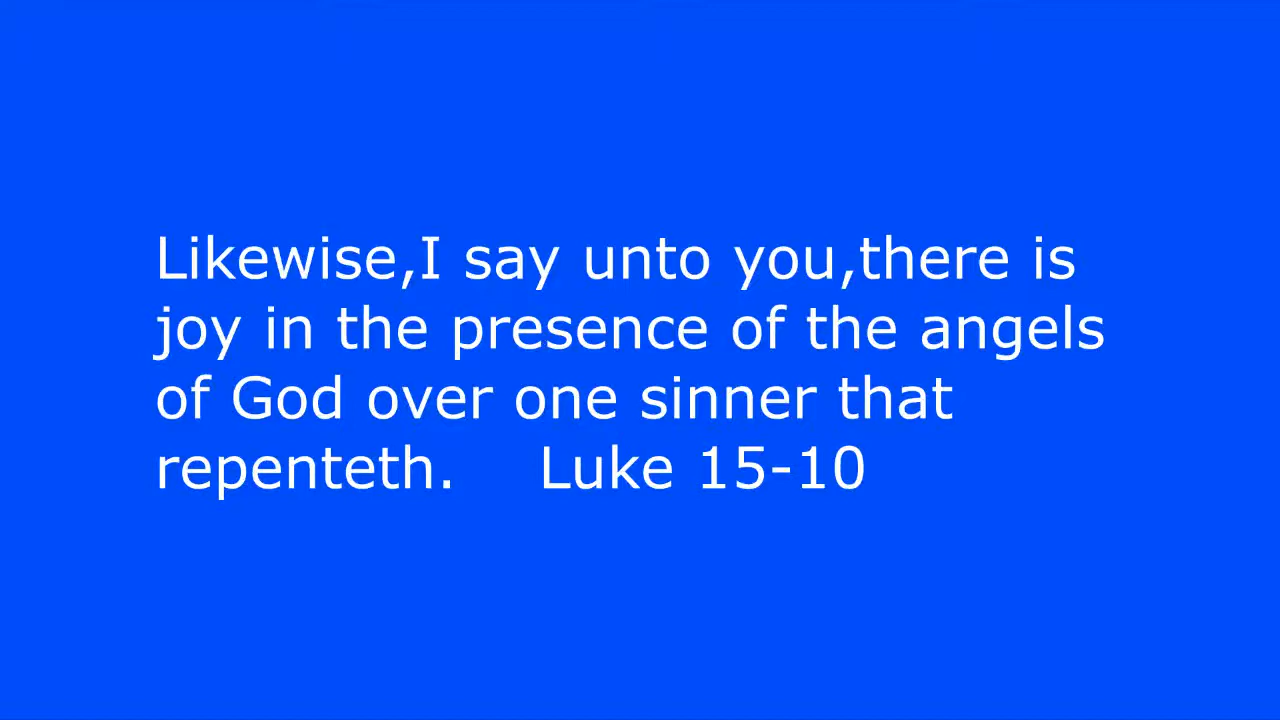 Likewise,I say unto you,there is
joy in the presence of the angels
of God over one sinner that
repenteth.    Luke 15-10